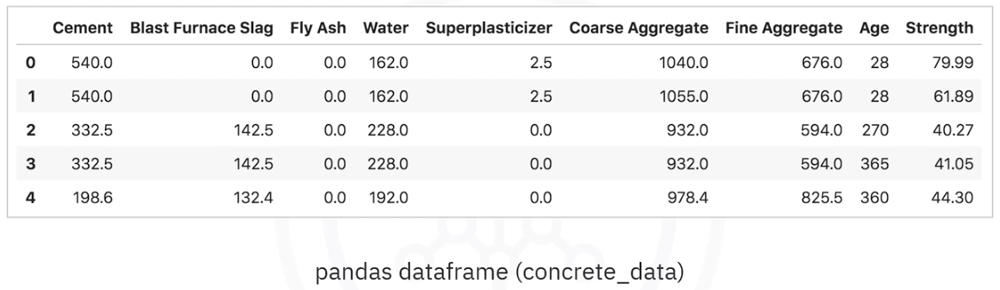 Cement Blast Furnace Slag Fly Ash Water Superplasticizer Coarse Aggregate Fine Aggregate Age Strength
0 540.0 0.0 0.0 162.0 2.5 1040.0 676.0 28 79.99
1 540.0 0.0 0.0 162.0 2.5 1055.0 676.0 28 61.89
2 332.5 142.5 0.0 228.0 0.0 932.0 594.0 270 40.27
3 332.5 142.5 0.0 228.0 0.0 932.0 594.0 365 41.05
4 198.6 132.4 0.0 192.0 0.0 978.4 825.5 360 44.30
pandas dataframe (concrete_data)